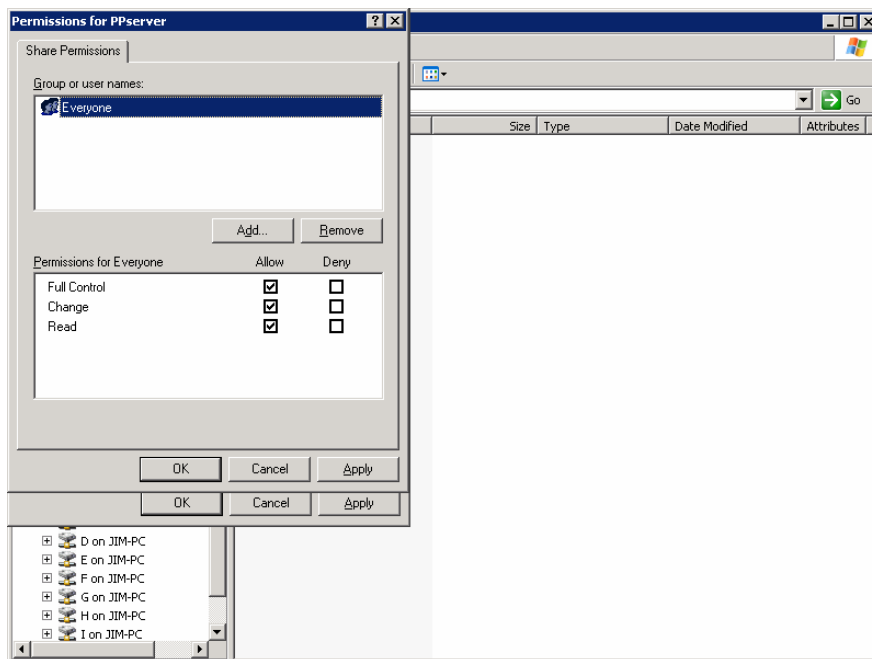 Permissions for PPserver
Share Permissions
Group or user names:
Everyone
Add... Remove
Permissions for Everyone Allow Deny
Full Control
Change
Read
OK Cancel Apply
OK Cancel Apply
Go
Size Type Date Modified Attributes
D on JIM-PC
E on JIM-PC
F on JIM-PC
G on JIM-PC
H on JIM-PC
I on JIM-PC